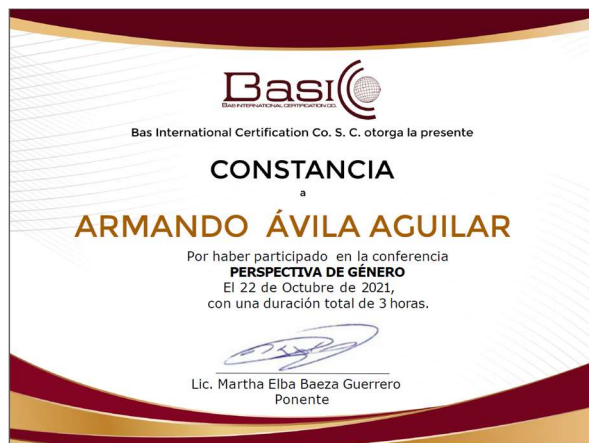 BasIC
BAS INTERNATIONAL CERTIFICATION CO.
Bas International Certification Co. S. C. otorga la presente
CONSTANCIA
a
ARMANDO ÁVILA AGUILAR
Por haber participado en la conferencia
PERSPECTIVA DE GÉNERO
El 22 de Octubre de 2021,
con una duración total de 3 horas.
Lic. Martha Elba Baeza Guerrero
Ponente